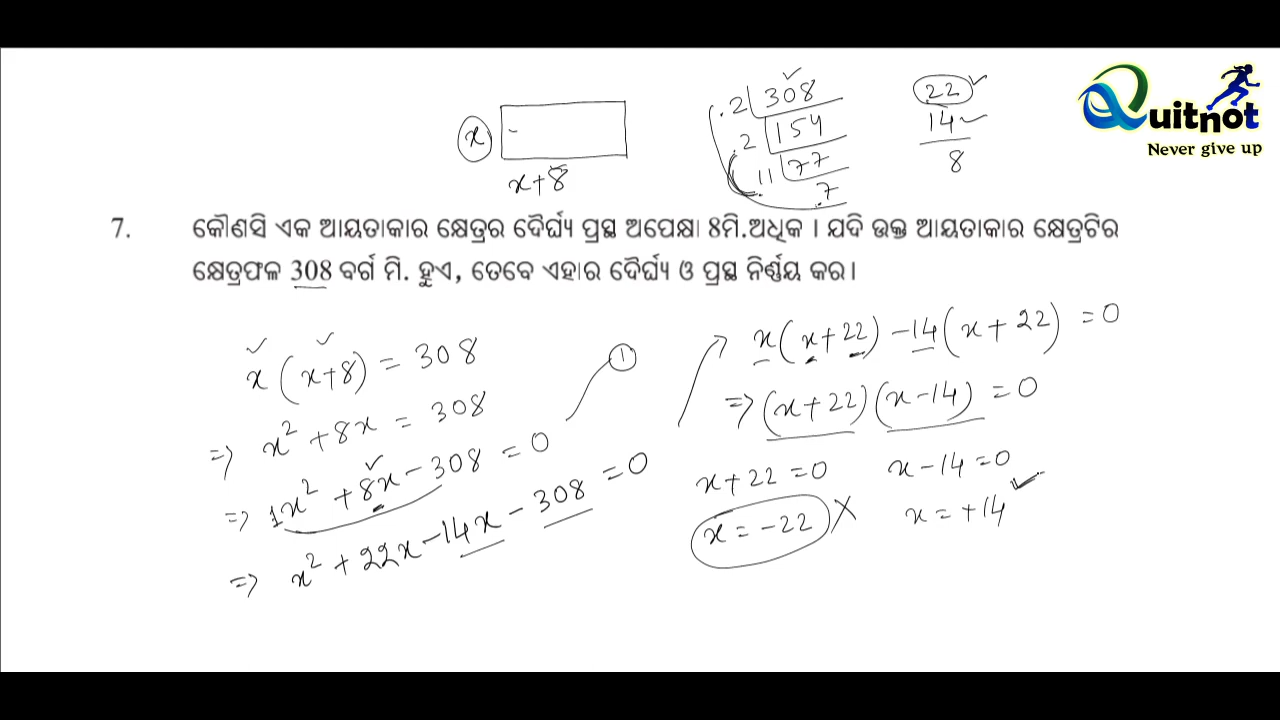 x
x+8
2 308
2 154
11 77
7
22
14
8
Quitnot
Never give up
7. କୌଣସି ଏକ ଆୟତାକାର କ୍ଷେତ୍ରର ଦୈର୍ଘ୍ୟ ପ୍ରସ୍ଥ ଅପେକ୍ଷା 8ମି.ଅଧିକ । ଯଦି ଉକ୍ତ ଆୟତାକାର କ୍ଷେତ୍ରଟିର
କ୍ଷେତ୍ରଫଳ 308 ବର୍ଗ ମି. ହୁଏ, ତେବେ ଏହାର ଦୈର୍ଘ୍ୟ ଓ ପ୍ରସ୍ଥ ନିର୍ଣ୍ଣୟ କର ।
x(x+8) = 308
⇒ x² + 8x = 308
⇒ 1x² + 8x − 308 = 0
⇒ x² + 22x − 14x − 308 = 0
1
x(x+22) −14(x+22) = 0
⇒ (x+22)(x−14) = 0
x+22 = 0 x−14 = 0
x = −22 x = +14